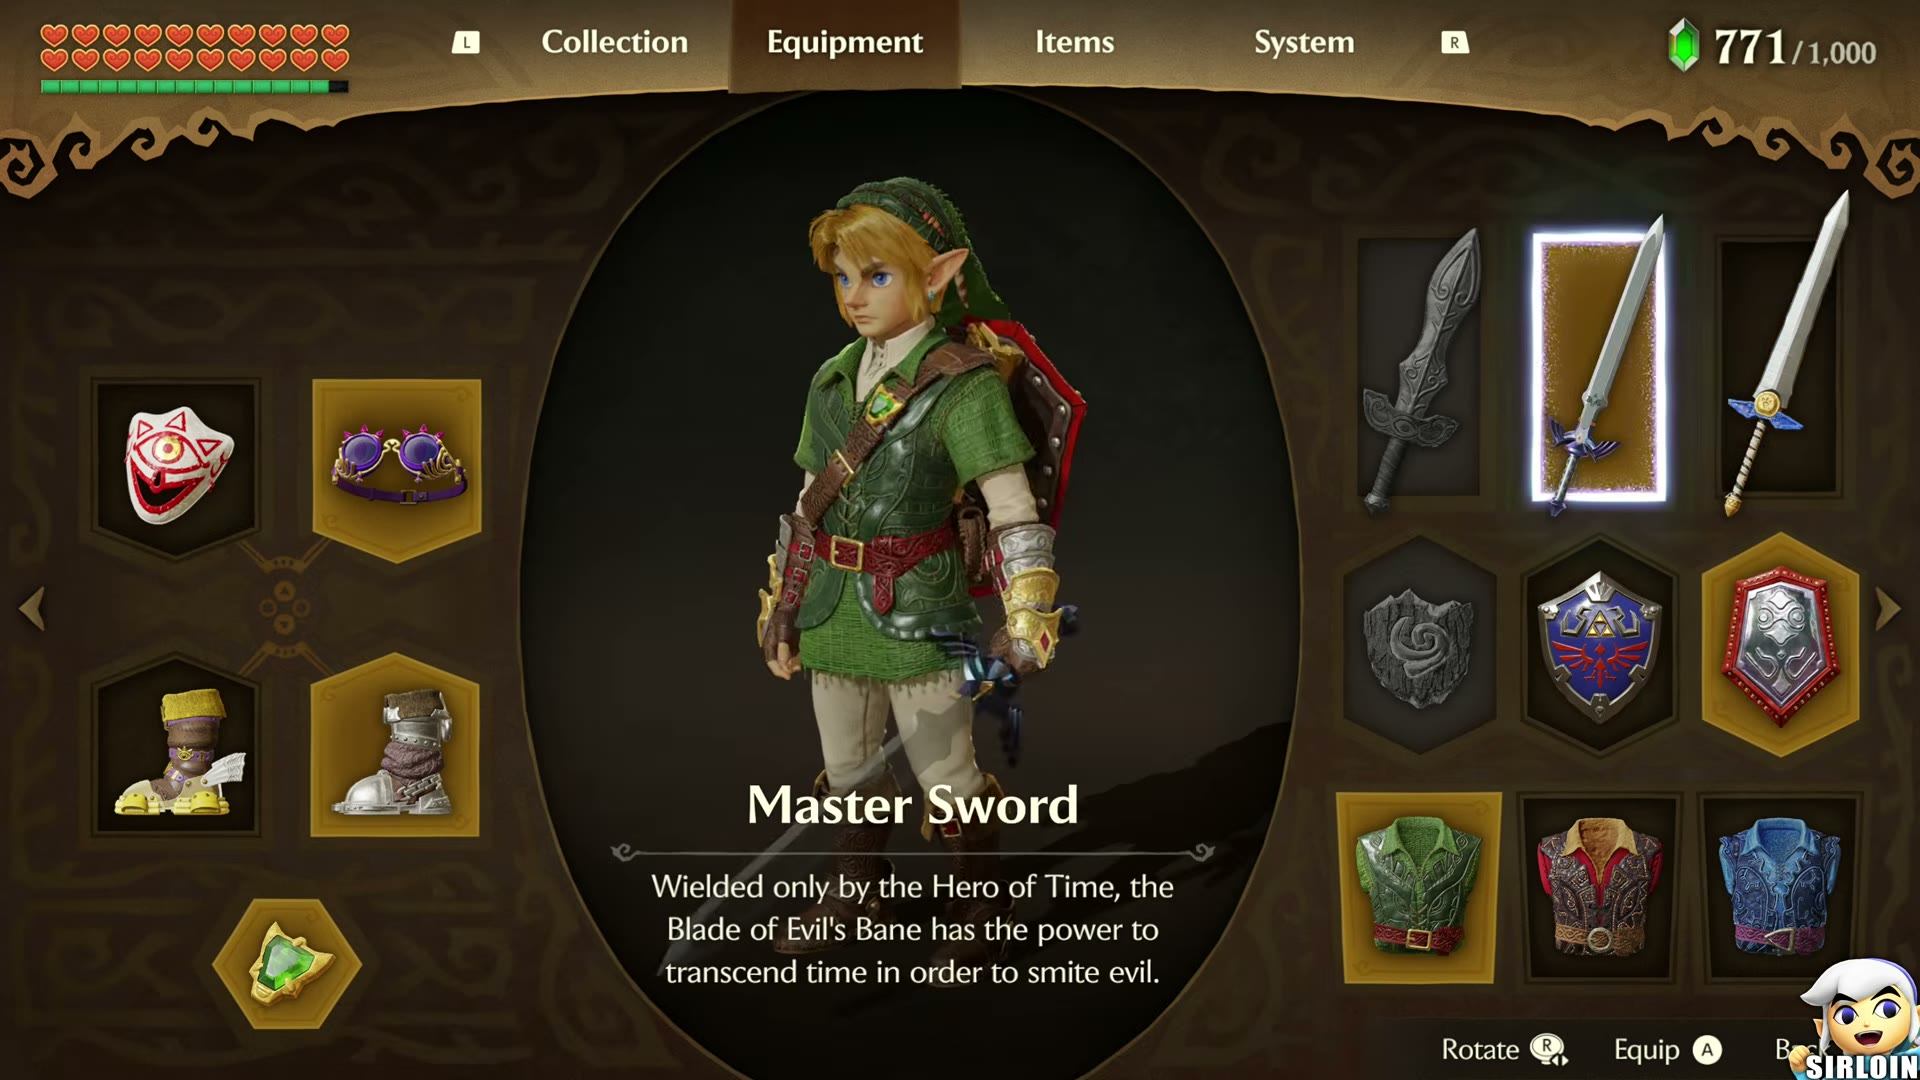 L Collection Equipment Items System R 771/1,000
Master Sword
Wielded only by the Hero of Time, the
Blade of Evil's Bane has the power to
transcend time in order to smite evil.
Rotate R Equip A
SIRLOIN